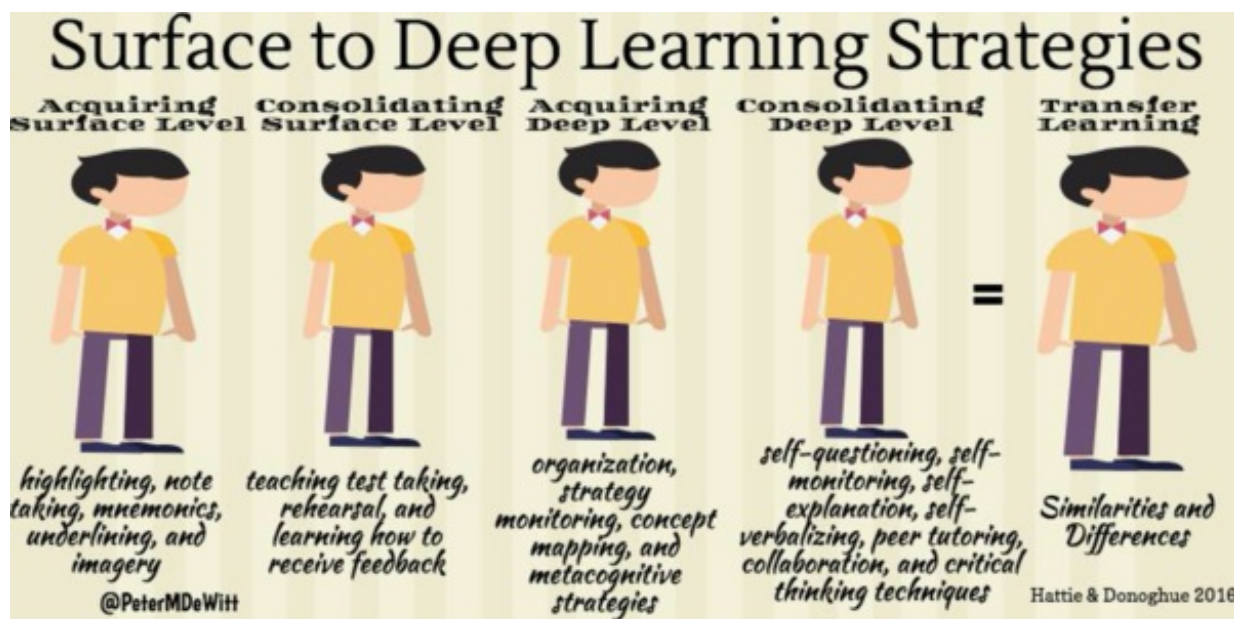 Surface to Deep Learning Strategies
Acquiring
Surface Level
Consolidating
Surface Level
Acquiring
Deep Level
Consolidating
Deep Level
Transfer
Learning
=
highlighting, note
taking, mnemonics,
underlining, and
imagery
teaching test taking,
rehearsal, and
learning how to
receive feedback
organization,
strategy
monitoring, concept
mapping, and
metacognitive
strategies
self-questioning, self-
monitoring, self-
explanation, self-
verbalizing, peer tutoring,
collaboration, and critical
thinking techniques
Similarities and
Differences
@PeterMDeWitt
Hattie & Donoghue 2016